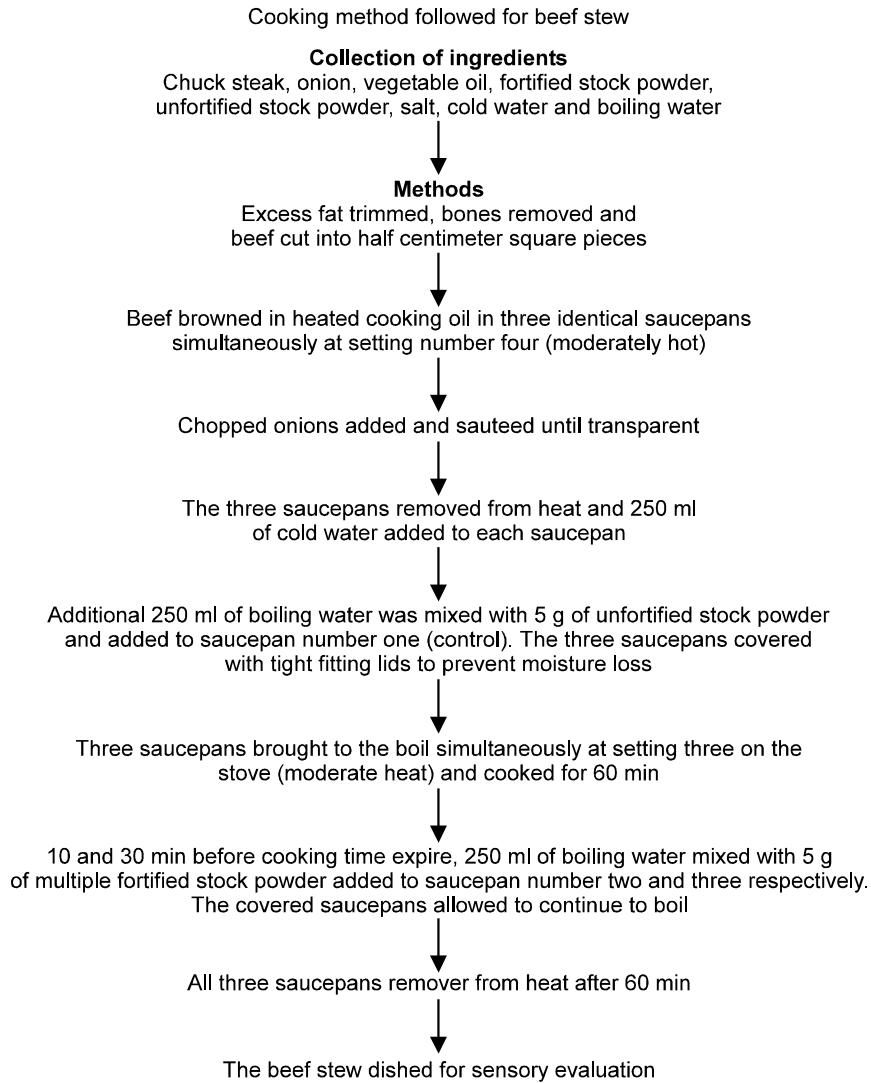 Cooking method followed for beef stew
Collection of ingredients
Chuck steak, onion, vegetable oil, fortified stock powder,
unfortified stock powder, salt, cold water and boiling water
Methods
Excess fat trimmed, bones removed and
beef cut into half centimeter square pieces
Beef browned in heated cooking oil in three identical saucepans
simultaneously at setting number four (moderately hot)
Chopped onions added and sauteed until transparent
The three saucepans removed from heat and 250 ml
of cold water added to each saucepan
Additional 250 ml of boiling water was mixed with 5 g of unfortified stock powder
and added to saucepan number one (control). The three saucepans covered
with tight fitting lids to prevent moisture loss
Three saucepans brought to the boil simultaneously at setting three on the
stove (moderate heat) and cooked for 60 min
10 and 30 min before cooking time expire, 250 ml of boiling water mixed with 5 g
of multiple fortified stock powder added to saucepan number two and three respectively.
The covered saucepans allowed to continue to boil
All three saucepans remover from heat after 60 min
The beef stew dished for sensory evaluation